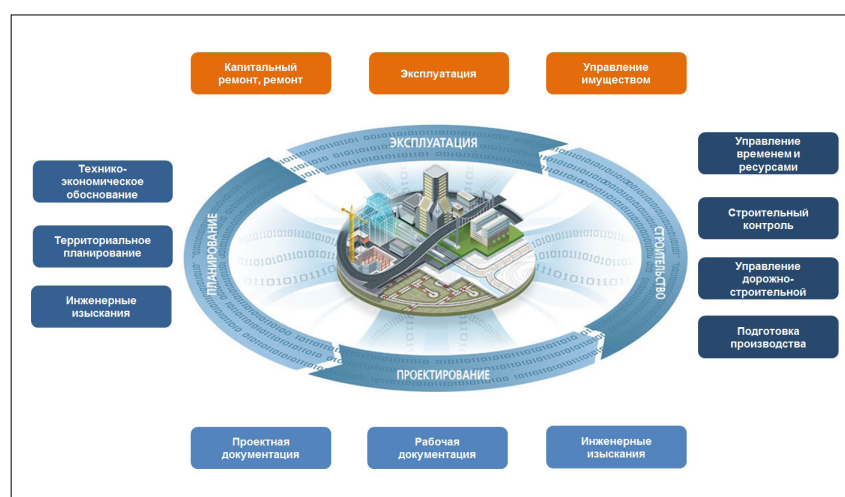 Капитальный
ремонт, ремонт
Эксплуатация
Управление
имуществом
ЭКСПЛУАТАЦИЯ
Технико-
экономическое
обоснование
Территориальное
планирование
Инженерные
изыскания
ПЛАНИРОВАНИЕ
СТРОИТЕЛЬСТВО
Управление
временем и
ресурсами
Строительный
контроль
Управление
дорожно-
строительной
Подготовка
производства
ПРОЕКТИРОВАНИЕ
Проектная
документация
Рабочая
документация
Инженерные
изыскания